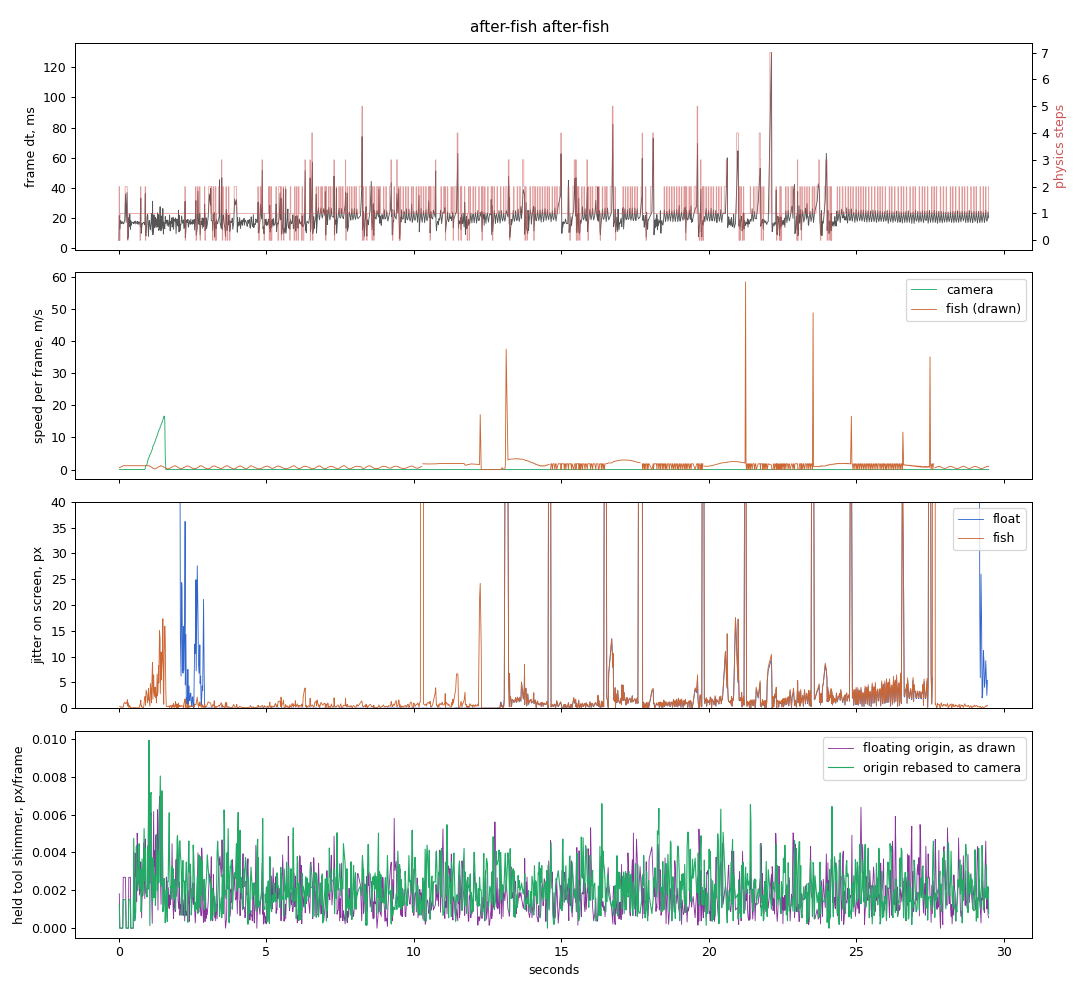 after-fish after-fish
frame dt, ms
120
100
80
60
40
20
0
7
6
5
4
3
2
1
0
physics steps
speed per frame, m/s
60
50
40
30
20
10
0
camera
fish (drawn)
jitter on screen, px
40
35
30
25
20
15
10
5
0
float
fish
held tool shimmer, px/frame
0.010
0.008
0.006
0.004
0.002
0.000
floating origin, as drawn
origin rebased to camera
0 5 10 15 20 25 30
seconds